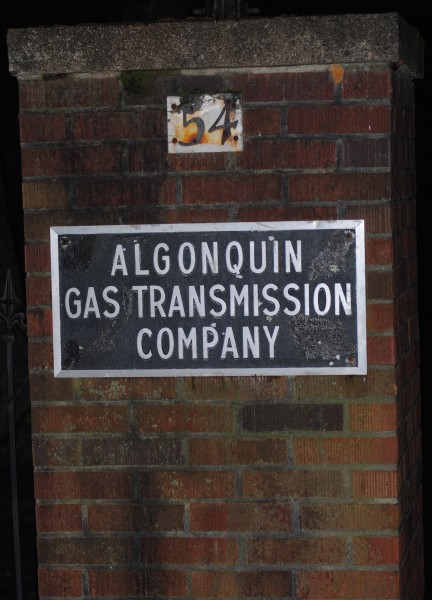 54
ALGONQUIN
GAS TRANSMISSION
COMPANY